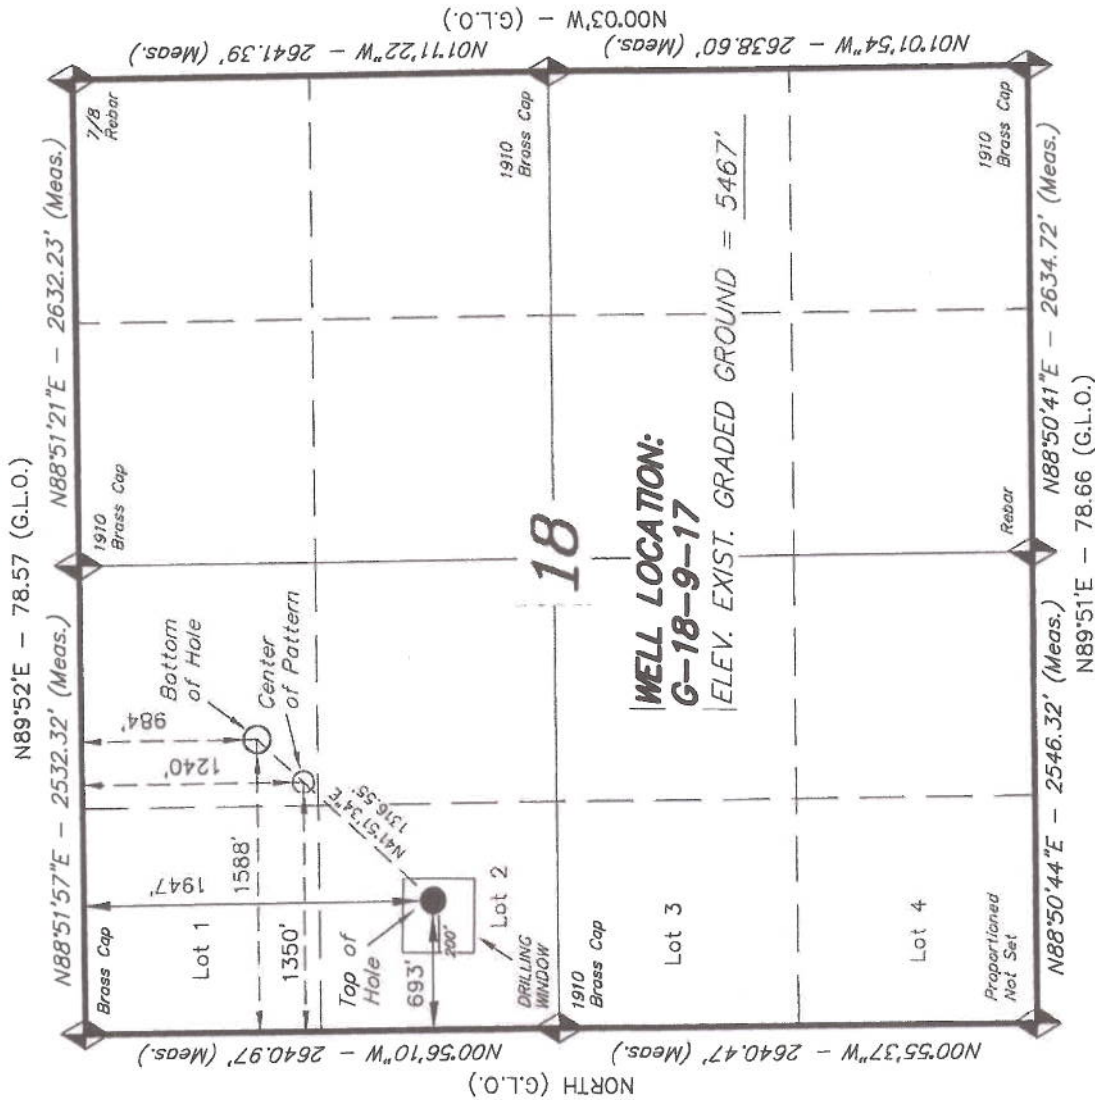 N89°52'E – 78.57 (G.L.O.)
N88°51'57"E – 2532.32' (Meas.)
N88°51'21"E – 2632.23' (Meas.)
Brass Cap
1910
Brass Cap
7/8
Rebar
984'
1240'
1947'
1588'
1350'
Bottom
of Hole
Center
of Pattern
Lot 1
N41°51'34"E
1316.55'
Top of
Hole
693'
200'
Lot 2
DRILLING
WINDOW
1910
Brass Cap
1910
Brass Cap
18
WELL LOCATION:
G–18–9–17
ELEV. EXIST. GRADED GROUND = 5467'
Lot 3
Lot 4
Proportioned
Not Set
Rebar
1910
Brass Cap
N88°50'44"E – 2546.32' (Meas.)
N88°50'41"E – 2634.72' (Meas.)
N89°51'E – 78.66 (G.L.O.)
NORTH (G.L.O.)
N00°56'10"W – 2640.97' (Meas.)
N00°55'37"W – 2640.47' (Meas.)
N01°11'22"W – 2641.39' (Meas.)
N01°01'54"W – 2638.60' (Meas.)
N00°03'W – (G.L.O.)